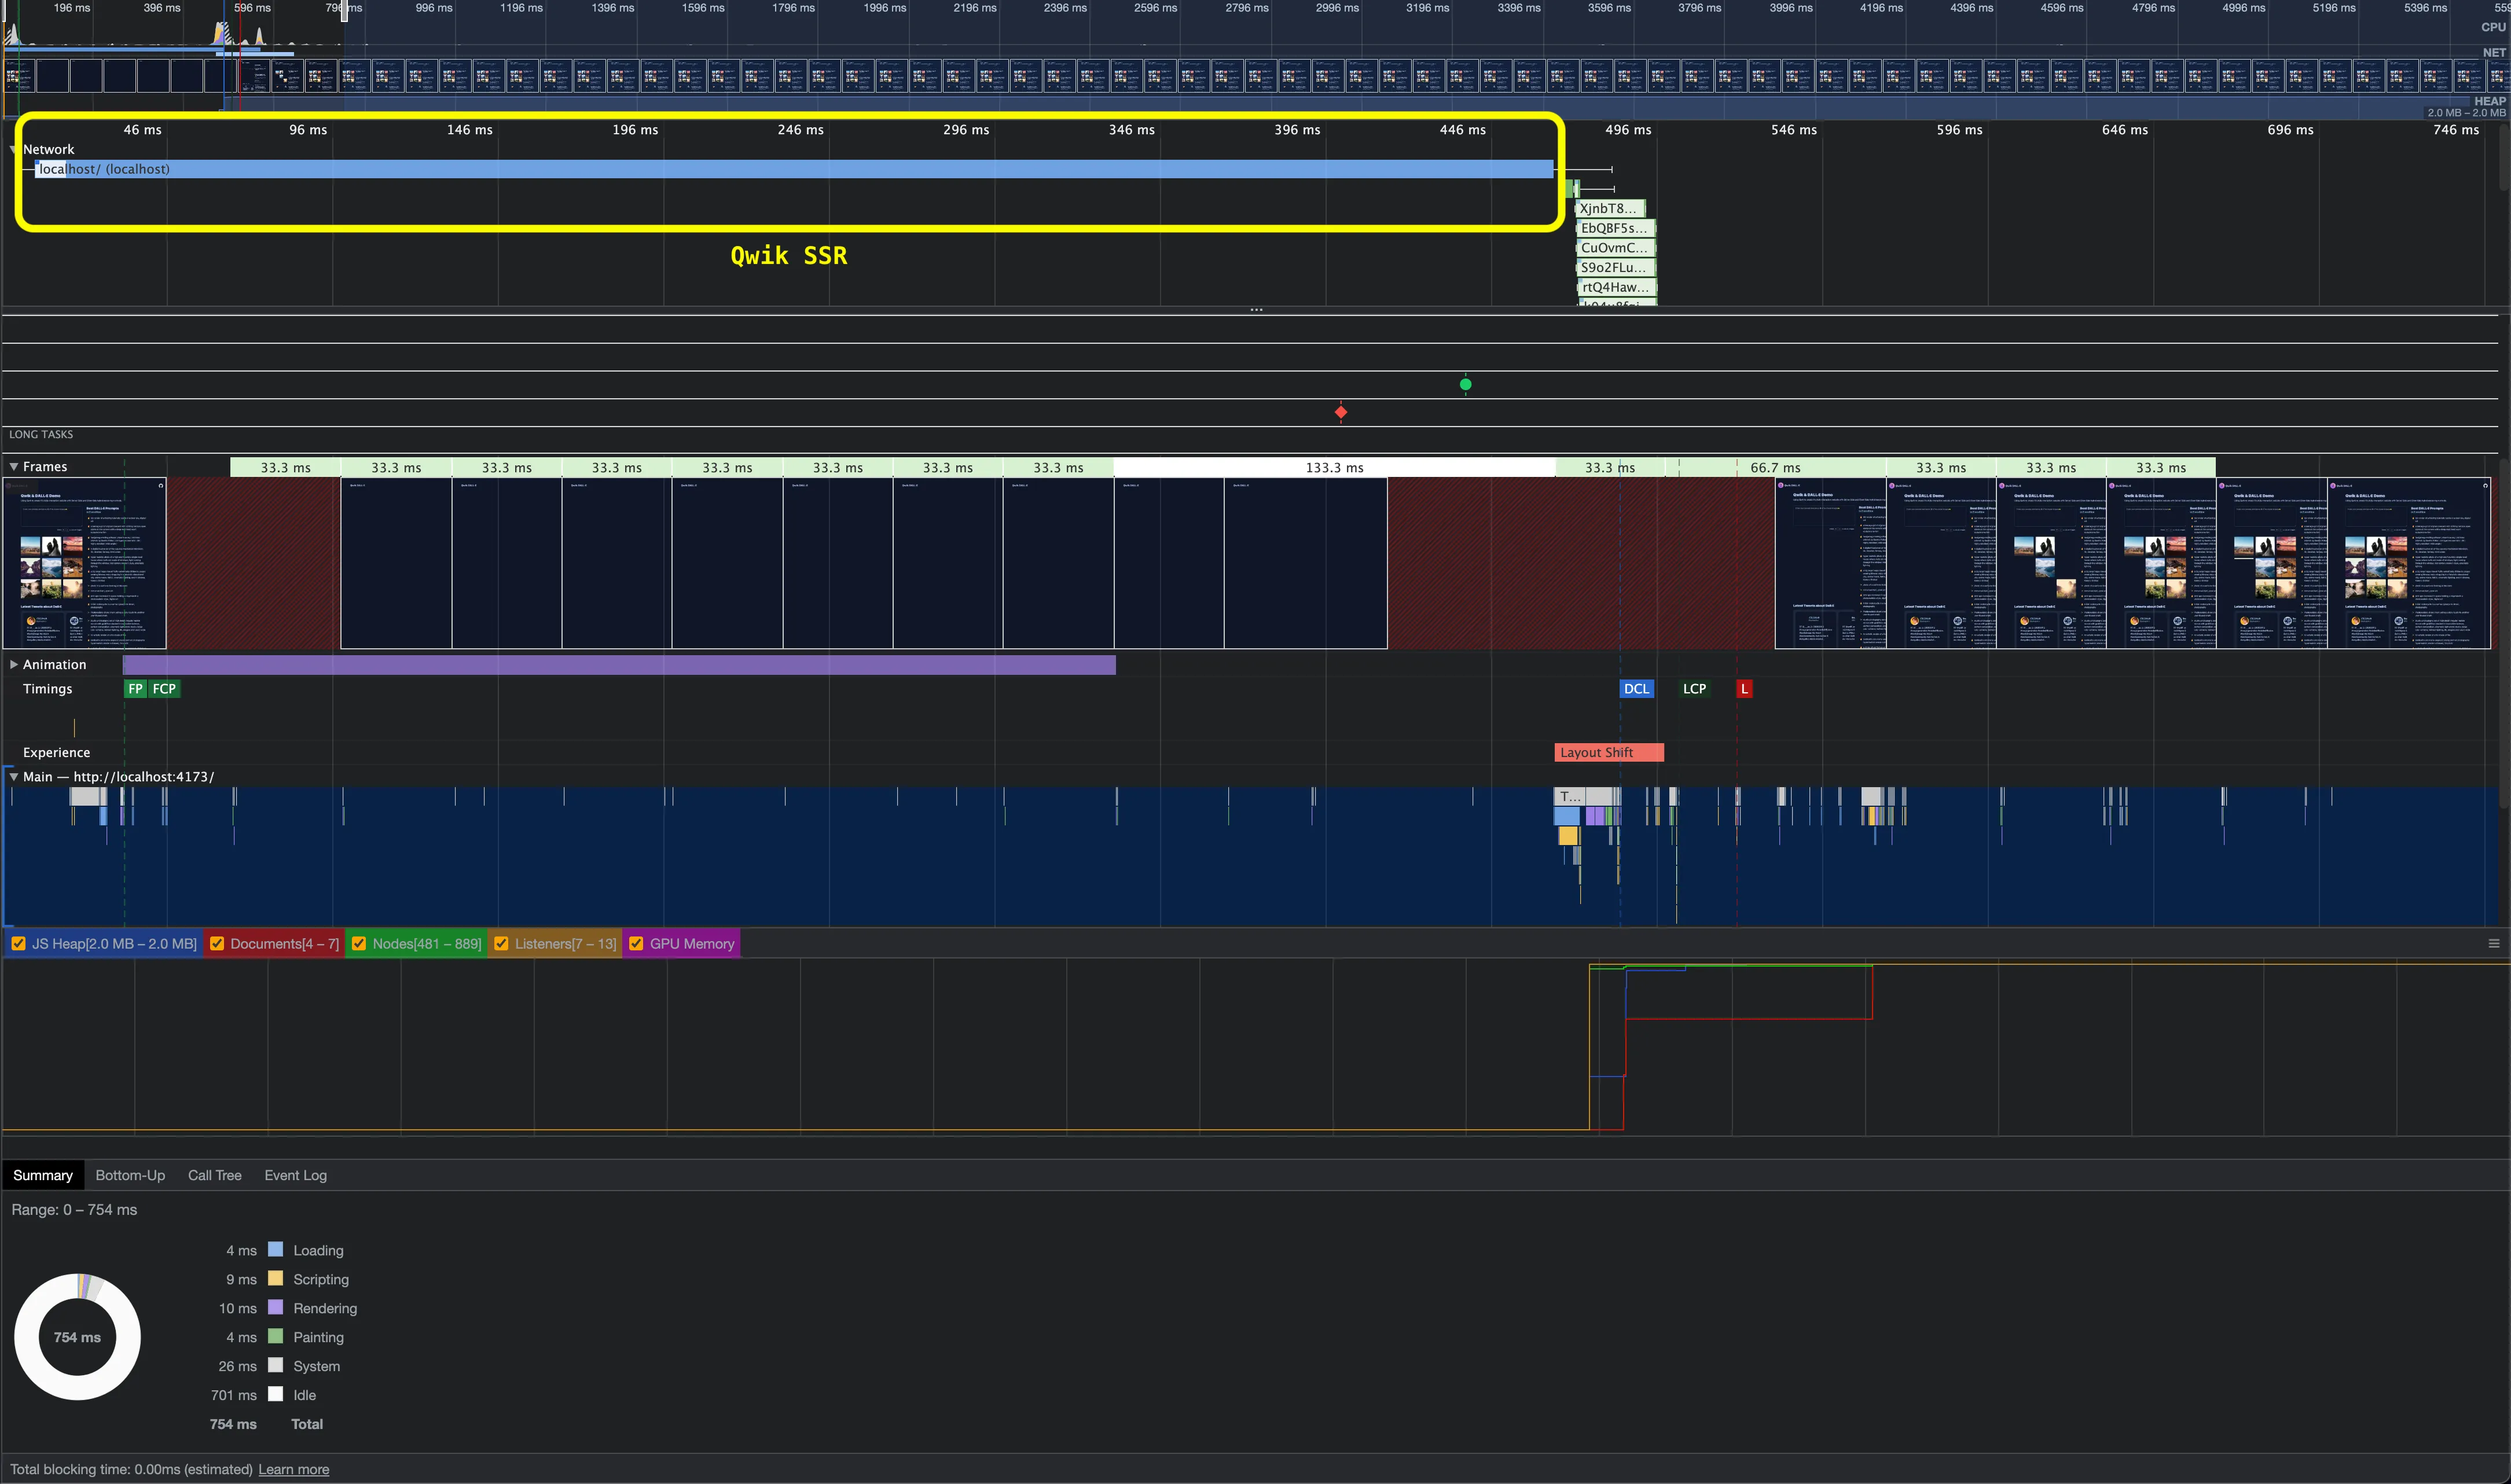 196 ms 396 ms 596 ms 796 ms 996 ms 1196 ms 1396 ms 1596 ms 1796 ms 1996 ms 2196 ms 2396 ms 2596 ms 2796 ms 2996 ms 3196 ms 3396 ms 3596 ms 3796 ms 3996 ms 4196 ms 4396 ms 4596 ms 4796 ms 4996 ms 5196 ms 5396 ms
CPU
NET
HEAP
2.0 MB – 2.0 MB
46 ms 96 ms 146 ms 196 ms 246 ms 296 ms 346 ms 396 ms 446 ms 496 ms 546 ms 596 ms 646 ms 696 ms 746 ms
Network
localhost/ (localhost)
XjnbT8...
EbQBF5s...
CuOvmC...
S9o2FLu...
rtQ4Haw...
Qwik SSR
LONG TASKS
Frames 33.3 ms 33.3 ms 33.3 ms 33.3 ms 33.3 ms 33.3 ms 33.3 ms 33.3 ms 133.3 ms 33.3 ms 66.7 ms 33.3 ms 33.3 ms 33.3 ms
Animation
Timings FP FCP DCL LCP L
Experience Layout Shift
Main — http://localhost:4173/
T...
JS Heap[2.0 MB – 2.0 MB] Documents[4 – 7] Nodes[481 – 889] Listeners[7 – 13] GPU Memory
Summary Bottom-Up Call Tree Event Log
Range: 0 – 754 ms
4 ms Loading
9 ms Scripting
10 ms Rendering
754 ms
4 ms Painting
26 ms System
701 ms Idle
754 ms Total
Total blocking time: 0.00ms (estimated) Learn more